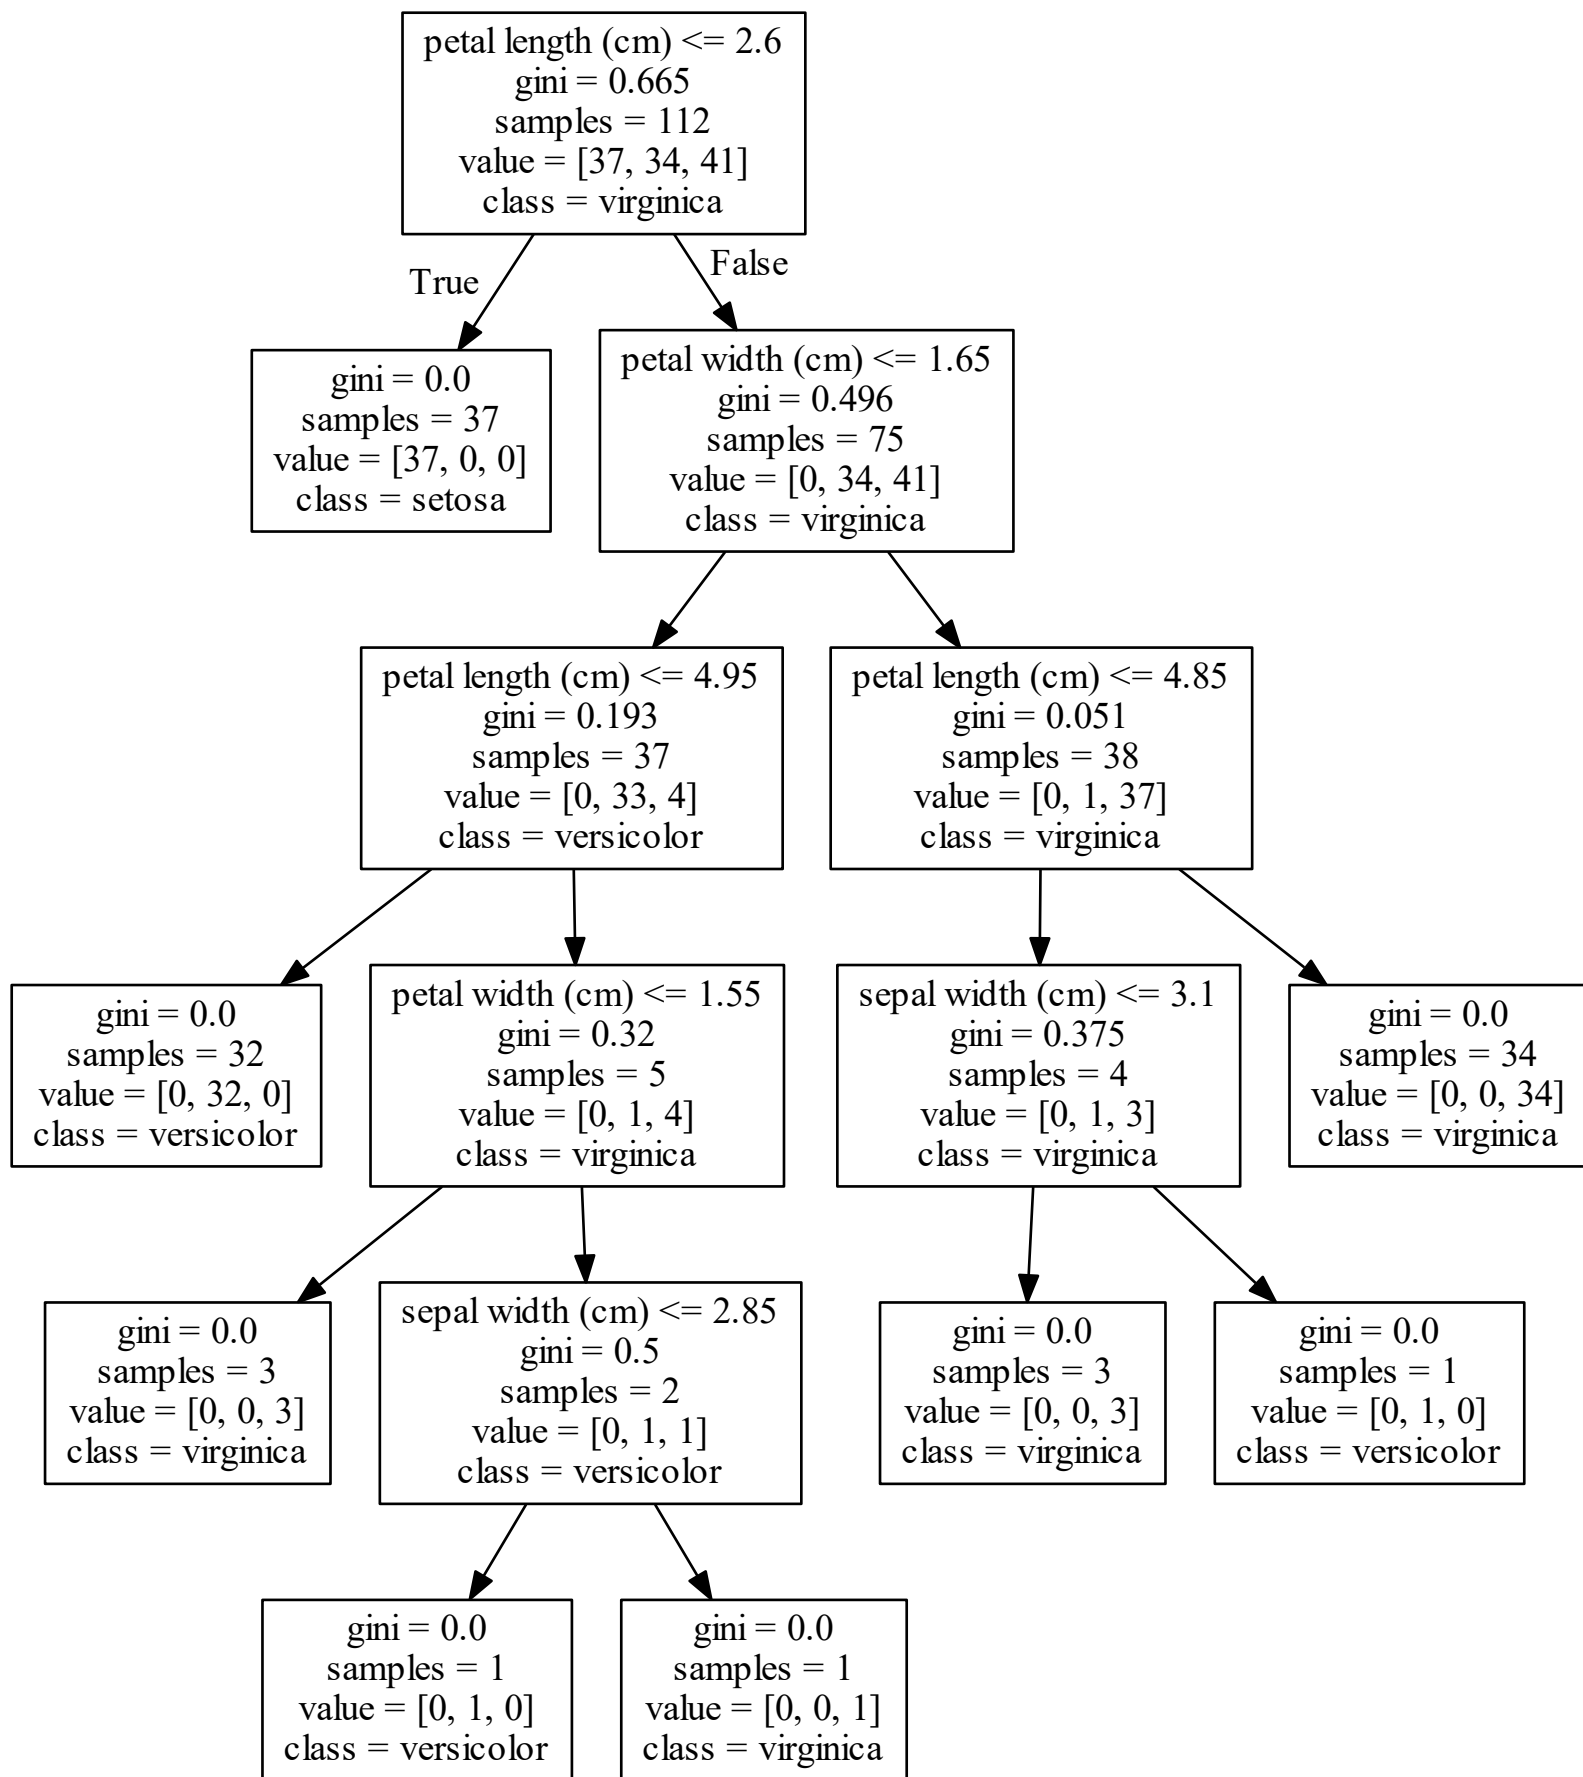 petal length (cm) <= 2.6
gini = 0.665
samples = 112
value = [37, 34, 41]
class = virginica
True
False
gini = 0.0
samples = 37
value = [37, 0, 0]
class = setosa
petal width (cm) <= 1.65
gini = 0.496
samples = 75
value = [0, 34, 41]
class = virginica
petal length (cm) <= 4.95
gini = 0.193
samples = 37
value = [0, 33, 4]
class = versicolor
petal length (cm) <= 4.85
gini = 0.051
samples = 38
value = [0, 1, 37]
class = virginica
gini = 0.0
samples = 32
value = [0, 32, 0]
class = versicolor
petal width (cm) <= 1.55
gini = 0.32
samples = 5
value = [0, 1, 4]
class = virginica
sepal width (cm) <= 3.1
gini = 0.375
samples = 4
value = [0, 1, 3]
class = virginica
gini = 0.0
samples = 34
value = [0, 0, 34]
class = virginica
gini = 0.0
samples = 3
value = [0, 0, 3]
class = virginica
sepal width (cm) <= 2.85
gini = 0.5
samples = 2
value = [0, 1, 1]
class = versicolor
gini = 0.0
samples = 3
value = [0, 0, 3]
class = virginica
gini = 0.0
samples = 1
value = [0, 1, 0]
class = versicolor
gini = 0.0
samples = 1
value = [0, 1, 0]
class = versicolor
gini = 0.0
samples = 1
value = [0, 0, 1]
class = virginica